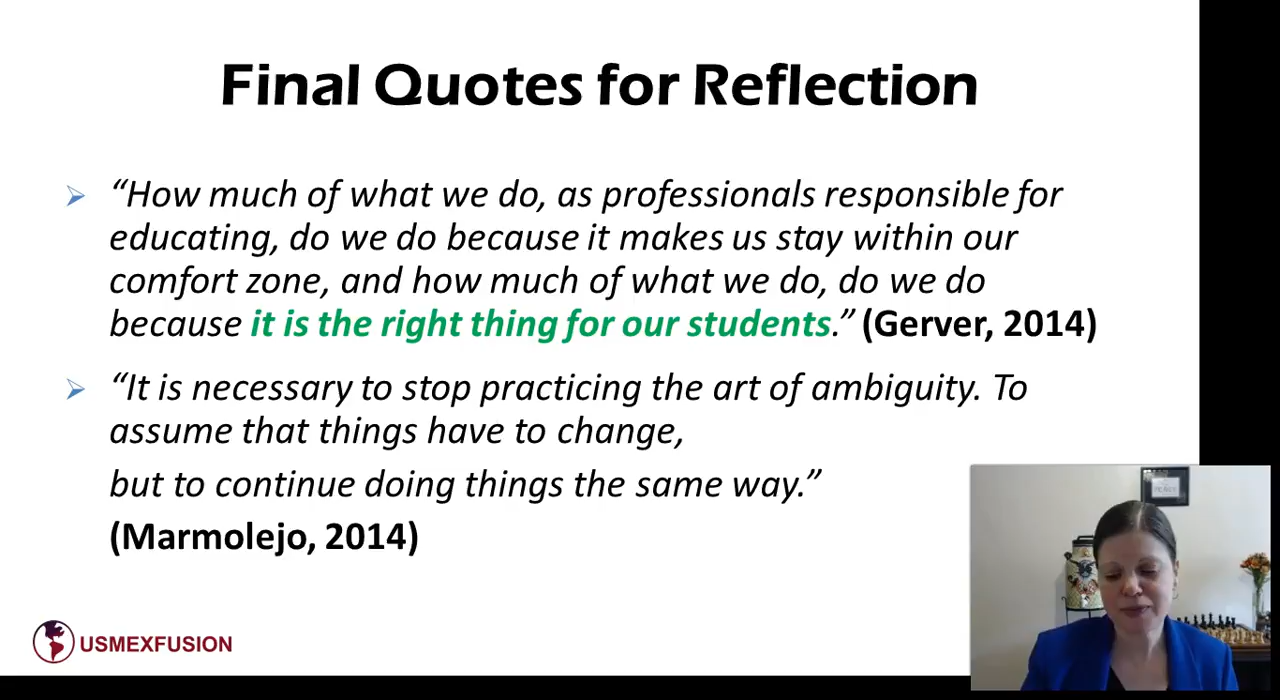 Final Quotes for Reflection
“How much of what we do, as professionals responsible for
educating, do we do because it makes us stay within our
comfort zone, and how much of what we do, do we do
because it is the right thing for our students.” (Gerver, 2014)
“It is necessary to stop practicing the art of ambiguity. To
assume that things have to change,
but to continue doing things the same way.”
(Marmolejo, 2014)
USMEXFUSION